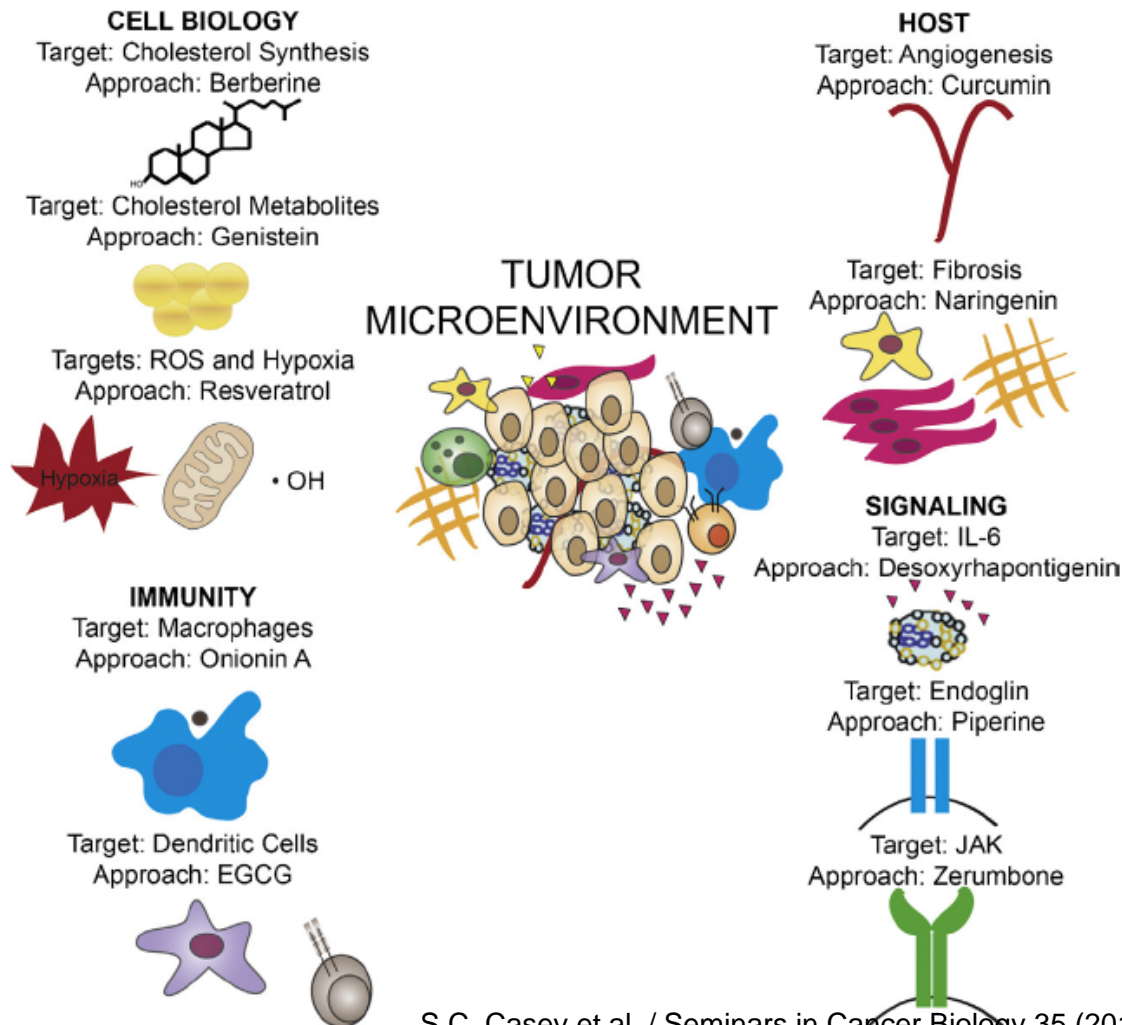 CELL BIOLOGY
Target: Cholesterol Synthesis
Approach: Berberine
HO
Target: Cholesterol Metabolites
Approach: Genistein
Targets: ROS and Hypoxia
Approach: Resveratrol
Hypoxia
• OH
IMMUNITY
Target: Macrophages
Approach: Onionin A
Target: Dendritic Cells
Approach: EGCG
TUMOR
MICROENVIRONMENT
HOST
Target: Angiogenesis
Approach: Curcumin
Target: Fibrosis
Approach: Naringenin
SIGNALING
Target: IL-6
Approach: Desoxyrhapontigenin
Target: Endoglin
Approach: Piperine
Target: JAK
Approach: Zerumbone
S.C. Casey et al. / Seminars in Cancer Biology 35 (201